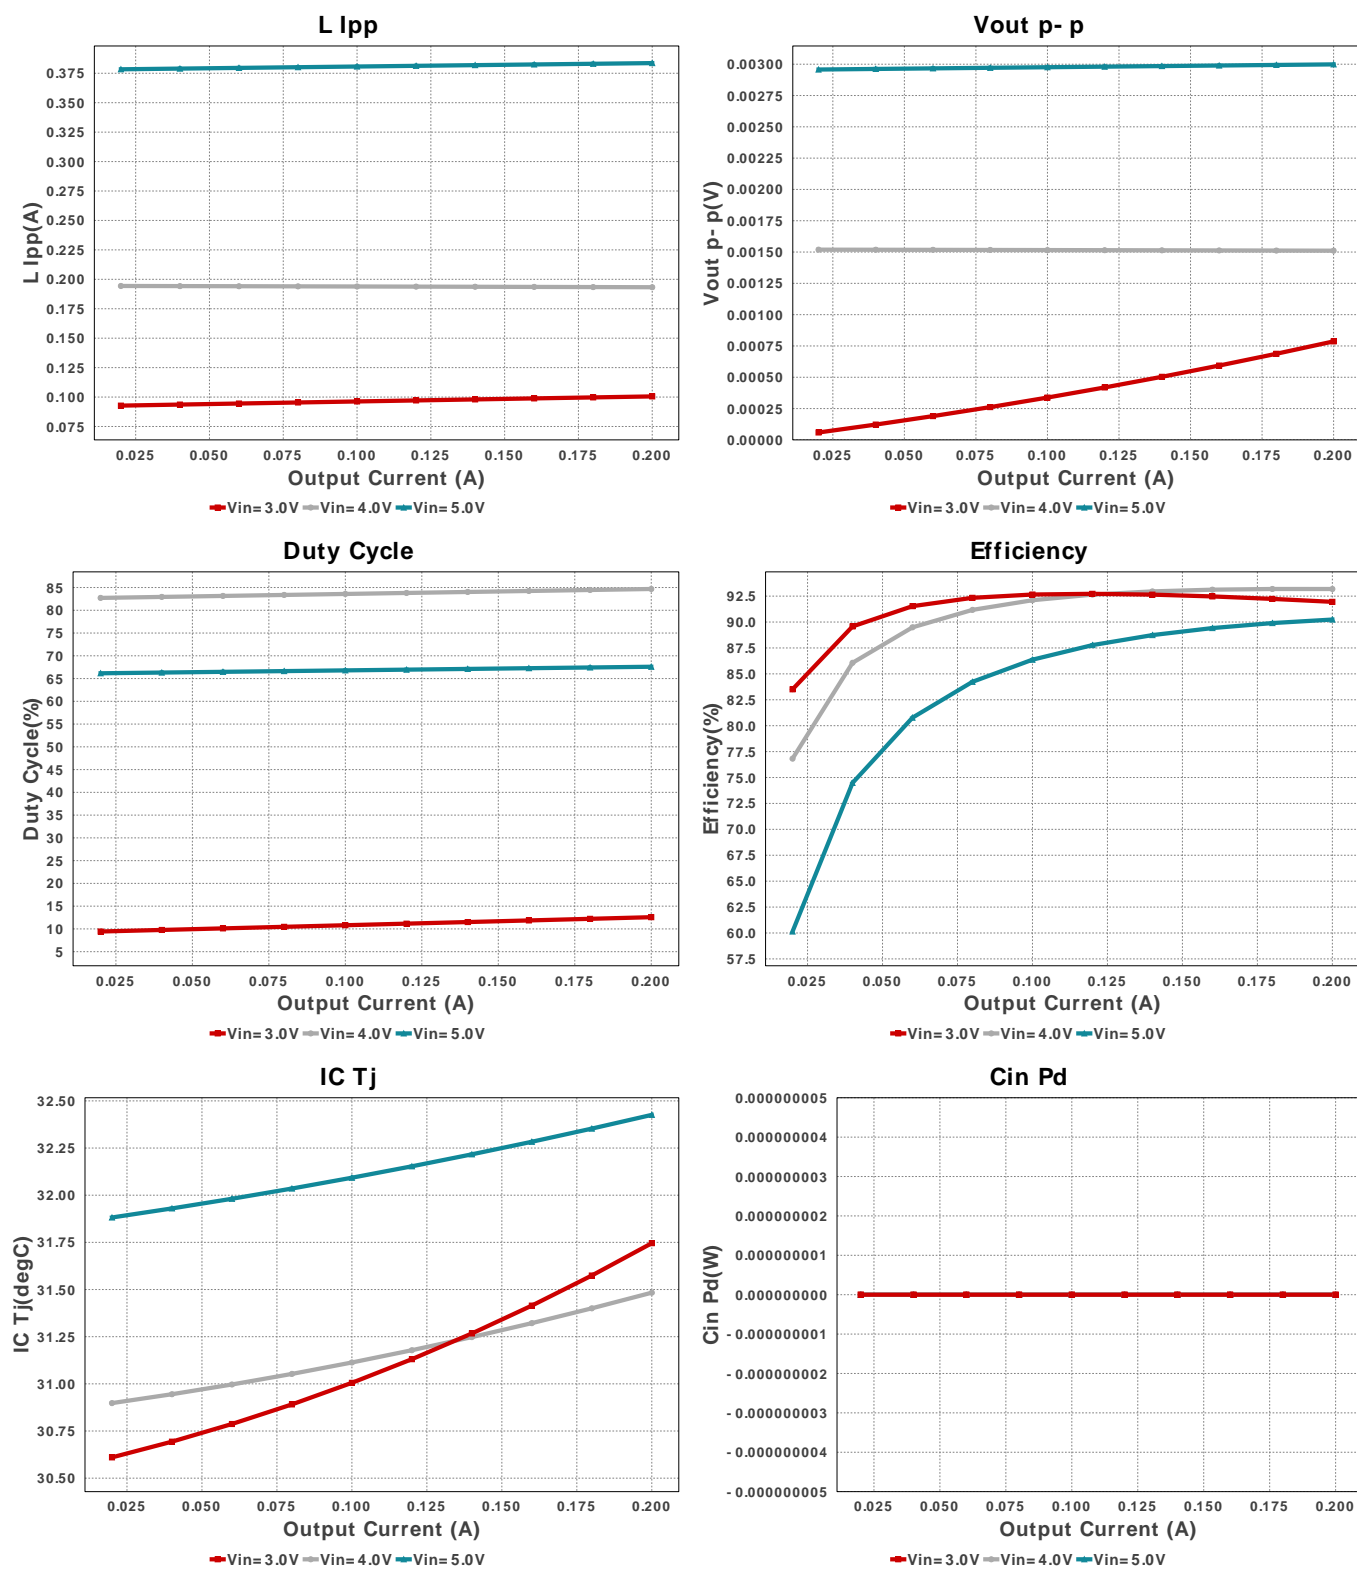 L Ipp
0.375
0.350
0.325
0.300
0.275
0.250
0.225
0.200
0.175
0.150
0.125
0.100
0.075
L Ipp(A)
0.025 0.050 0.075 0.100 0.125 0.150 0.175 0.200
Output Current (A)
Vin= 3.0V Vin= 4.0V Vin= 5.0V
Vout p- p
0.00300
0.00275
0.00250
0.00225
0.00200
0.00175
0.00150
0.00125
0.00100
0.00075
0.00050
0.00025
0.00000
Vout p- p(V)
0.025 0.050 0.075 0.100 0.125 0.150 0.175 0.200
Output Current (A)
Vin= 3.0V Vin= 4.0V Vin= 5.0V
Duty Cycle
85
80
75
70
65
60
55
50
45
40
35
30
25
20
15
10
5
Duty Cycle(%)
0.025 0.050 0.075 0.100 0.125 0.150 0.175 0.200
Output Current (A)
Vin= 3.0V Vin= 4.0V Vin= 5.0V
Efficiency
92.5
90.0
87.5
85.0
82.5
80.0
77.5
75.0
72.5
70.0
67.5
65.0
62.5
60.0
57.5
Efficiency(%)
0.025 0.050 0.075 0.100 0.125 0.150 0.175 0.200
Output Current (A)
Vin= 3.0V Vin= 4.0V Vin= 5.0V
IC Tj
32.50
32.25
32.00
31.75
31.50
31.25
31.00
30.75
30.50
IC Tj(degC)
0.025 0.050 0.075 0.100 0.125 0.150 0.175 0.200
Output Current (A)
Vin= 3.0V Vin= 4.0V Vin= 5.0V
Cin Pd
0.000000005
0.000000004
0.000000003
0.000000002
0.000000001
0.000000000
- 0.000000001
- 0.000000002
- 0.000000003
- 0.000000004
- 0.000000005
Cin Pd(W)
0.025 0.050 0.075 0.100 0.125 0.150 0.175 0.200
Output Current (A)
Vin= 3.0V Vin= 4.0V Vin= 5.0V